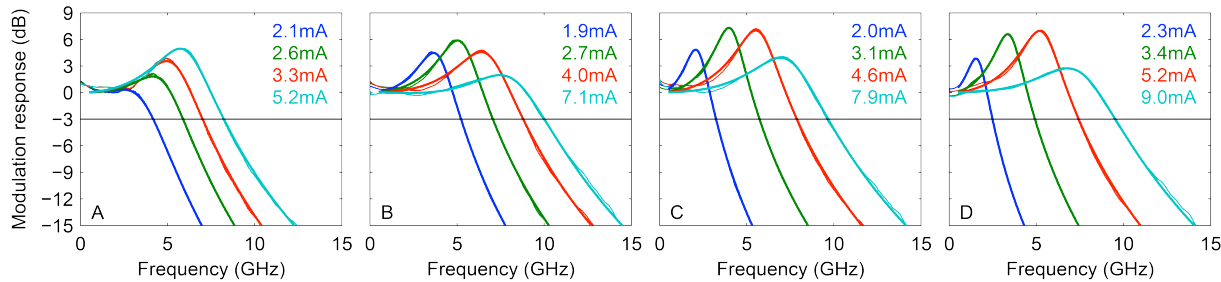 Modulation response (dB)
9
6
3
0
−3
−6
−9
−12
−15
2.1mA
2.6mA
3.3mA
5.2mA
A
0 5 10 15
Frequency (GHz)
1.9mA
2.7mA
4.0mA
7.1mA
B
0 5 10 15
Frequency (GHz)
2.0mA
3.1mA
4.6mA
7.9mA
C
0 5 10 15
Frequency (GHz)
2.3mA
3.4mA
5.2mA
9.0mA
D
0 5 10 15
Frequency (GHz)